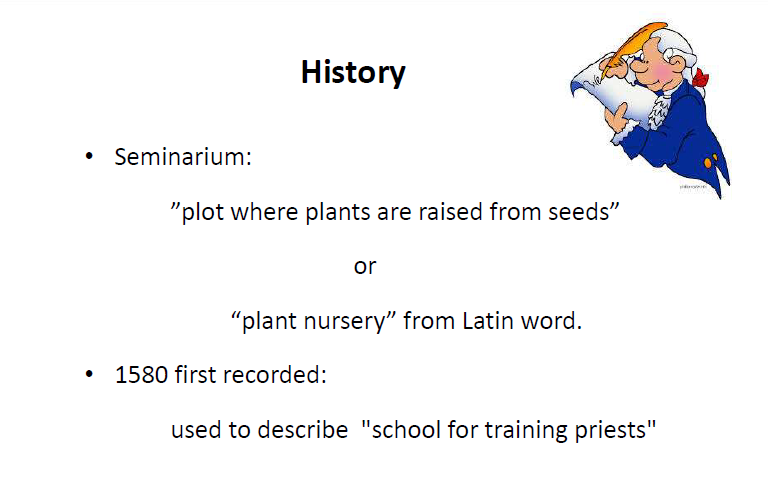 History
• Seminarium:
”plot where plants are raised from seeds”
or
“plant nursery” from Latin word.
• 1580 first recorded:
used to describe  "school for training priests"